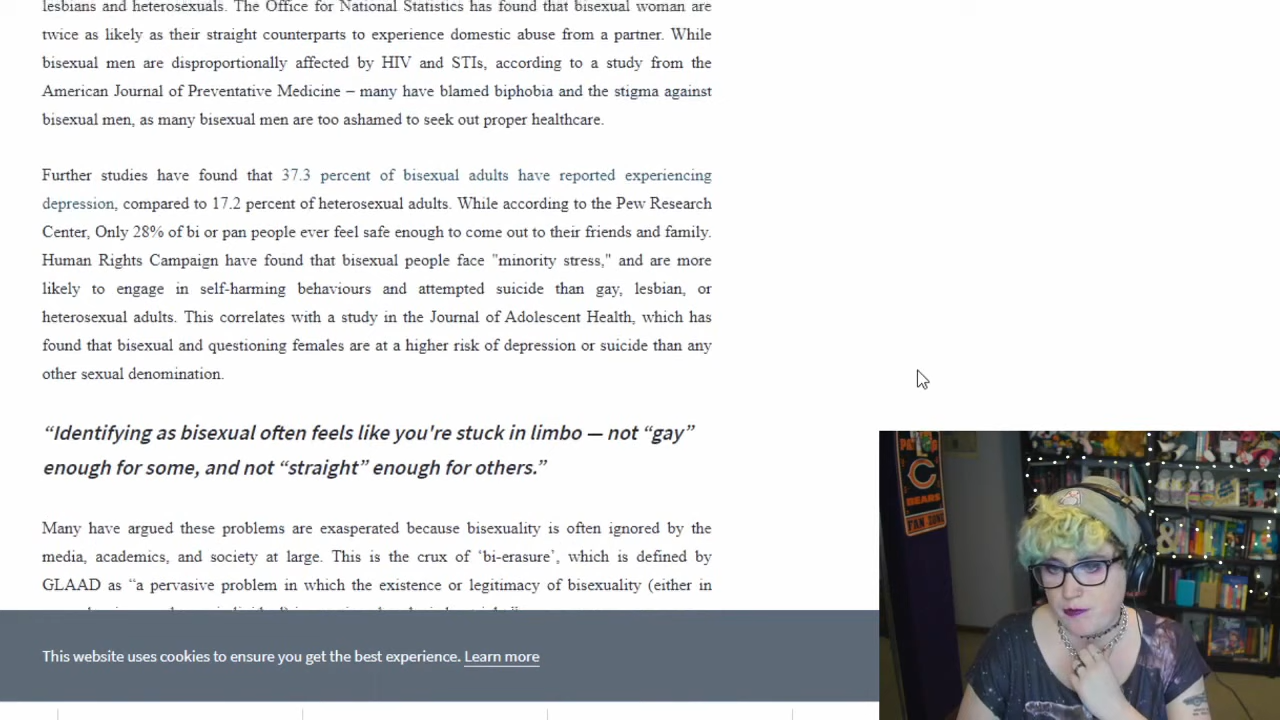 lesbians and heterosexuals. The Office for National Statistics has found that bisexual woman are
twice as likely as their straight counterparts to experience domestic abuse from a partner. While
bisexual men are disproportionally affected by HIV and STIs, according to a study from the
American Journal of Preventative Medicine – many have blamed biphobia and the stigma against
bisexual men, as many bisexual men are too ashamed to seek out proper healthcare.
Further studies have found that 37.3 percent of bisexual adults have reported experiencing
depression, compared to 17.2 percent of heterosexual adults. While according to the Pew Research
Center, Only 28% of bi or pan people ever feel safe enough to come out to their friends and family.
Human Rights Campaign have found that bisexual people face "minority stress," and are more
likely to engage in self-harming behaviours and attempted suicide than gay, lesbian, or
heterosexual adults. This correlates with a study in the Journal of Adolescent Health, which has
found that bisexual and questioning females are at a higher risk of depression or suicide than any
other sexual denomination.
“Identifying as bisexual often feels like you're stuck in limbo — not “gay”
enough for some, and not “straight” enough for others.”
Many have argued these problems are exasperated because bisexuality is often ignored by the
media, academics, and society at large. This is the crux of ‘bi-erasure’, which is defined by
GLAAD as “a pervasive problem in which the existence or legitimacy of bisexuality (either in
This website uses cookies to ensure you get the best experience. Learn more
BEARS
FAN
&